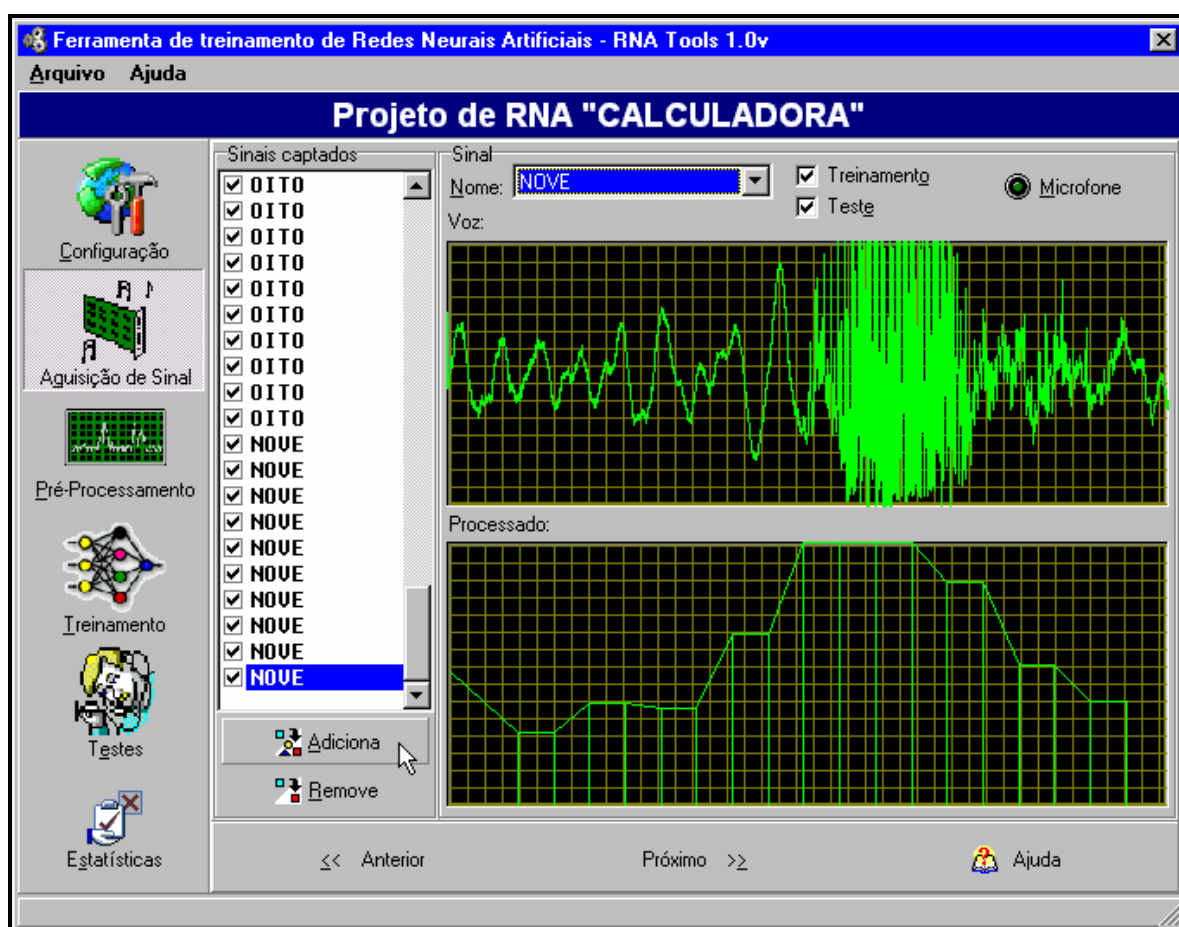 Ferramenta de treinamento de Redes Neurais Artificiais - RNA Tools 1.0v
Arquivo Ajuda
Projeto de RNA "CALCULADORA"
Configuração
Aguisição de Sinal
Pré-Processamento
Treinamento
Testes
Estatísticas
Sinais captados
OITO
OITO
OITO
OITO
OITO
OITO
OITO
OITO
OITO
OITO
NOVE
NOVE
NOVE
NOVE
NOVE
NOVE
NOVE
NOVE
NOVE
NOVE
Adiciona
Remove
Sinal
Nome: NOVE
Treinamento
Teste
Microfone
Voz:
Processado:
<< Anterior
Próximo >>
Ajuda